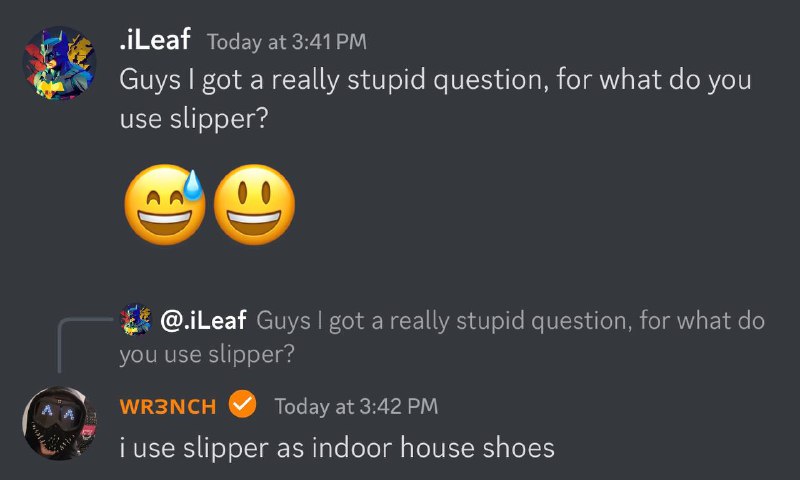 .iLeaf Today at 3:41 PM
Guys I got a really stupid question, for what do you
use slipper?
@.iLeaf Guys I got a really stupid question, for what do
you use slipper?
WR3NCH Today at 3:42 PM
i use slipper as indoor house shoes